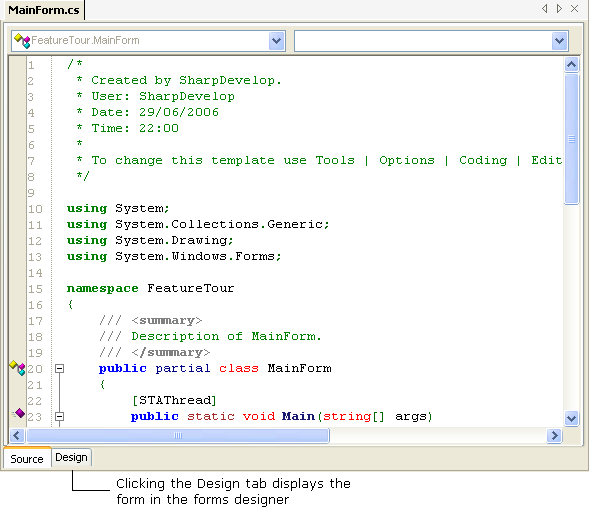 MainForm.cs
FeatureTour.MainForm
1 /*
2 * Created by SharpDevelop.
3 * User: SharpDevelop
4 * Date: 29/06/2006
5 * Time: 22:00
6 *
7 * To change this template use Tools | Options | Coding | Edit
8 */
9
10 using System;
11 using System.Collections.Generic;
12 using System.Drawing;
13 using System.Windows.Forms;
14
15 namespace FeatureTour
16 {
17 /// <summary>
18 /// Description of MainForm.
19 /// </summary>
20 public partial class MainForm
21 {
22 [STAThread]
23 public static void Main(string[] args)
Source Design
Clicking the Design tab displays the
form in the forms designer